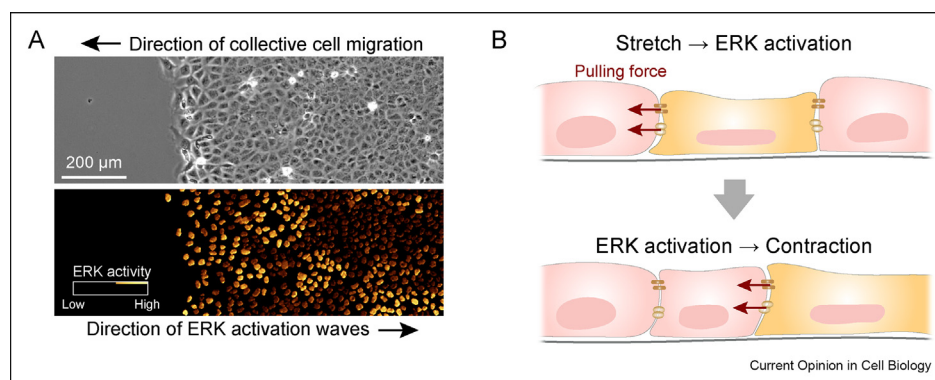 A
Direction of collective cell migration
200 µm
ERK activity
Low High
Direction of ERK activation waves
B
Stretch → ERK activation
Pulling force
ERK activation → Contraction
Current Opinion in Cell Biology